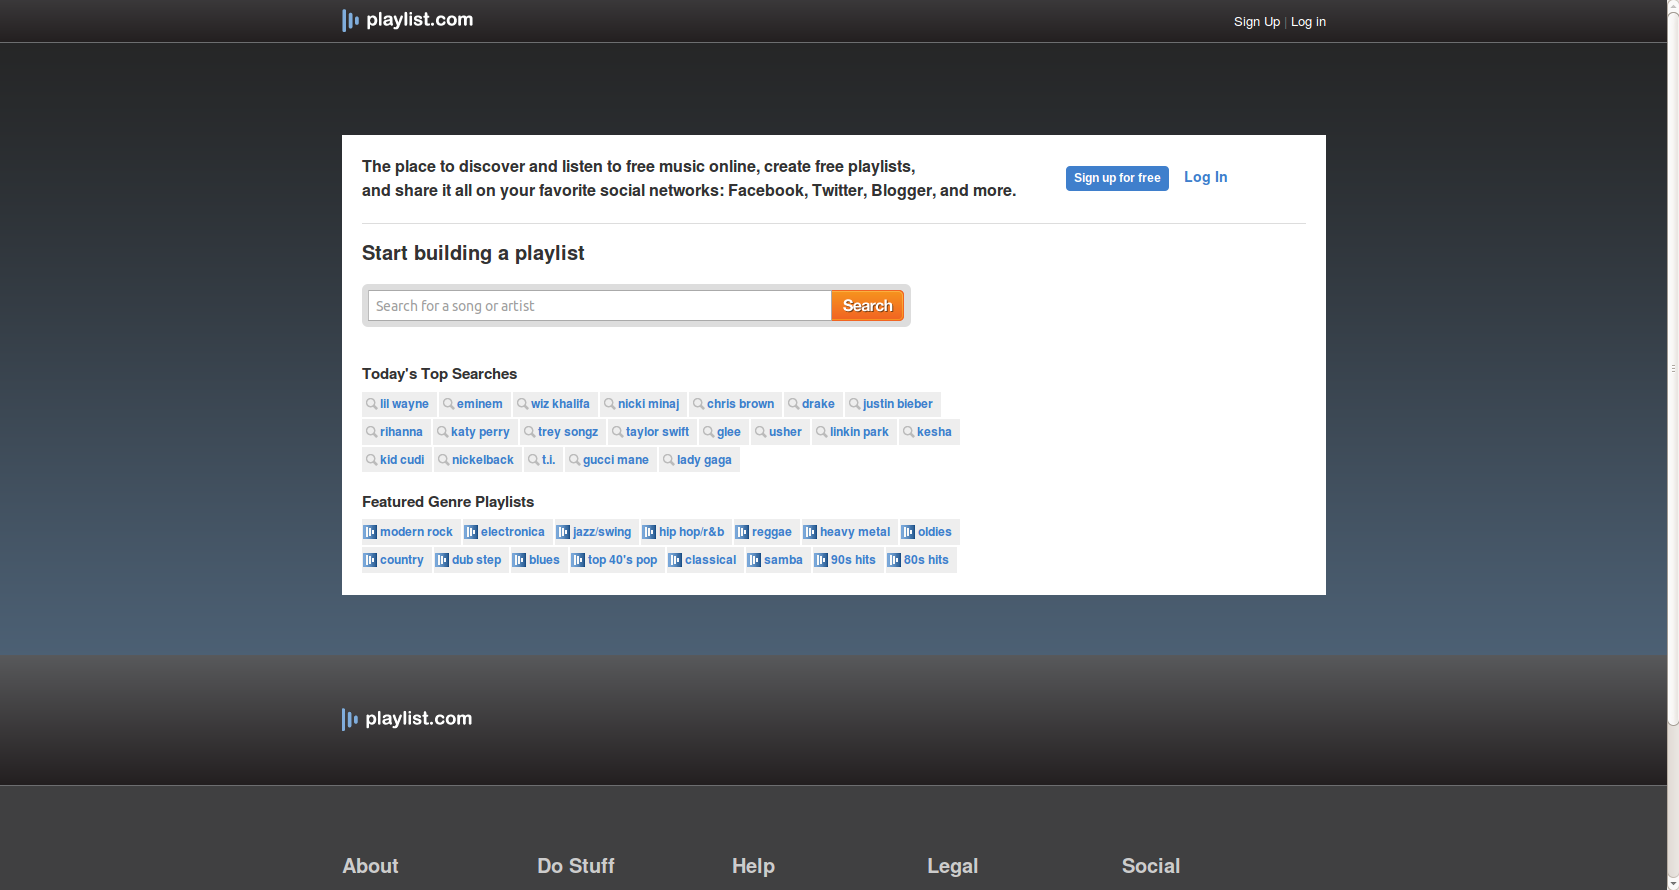 playlist.com
Sign Up | Log in
The place to discover and listen to free music online, create free playlists,
and share it all on your favorite social networks: Facebook, Twitter, Blogger, and more.
Sign up for free
Log In
Start building a playlist
Search for a song or artist
Search
Today's Top Searches
lil wayne eminem wiz khalifa nicki minaj chris brown drake justin bieber
rihanna katy perry trey songz taylor swift glee usher linkin park kesha
kid cudi nickelback t.i. gucci mane lady gaga
Featured Genre Playlists
modern rock electronica jazz/swing hip hop/r&b reggae heavy metal oldies
country dub step blues top 40's pop classical samba 90s hits 80s hits
playlist.com
About Do Stuff Help Legal Social